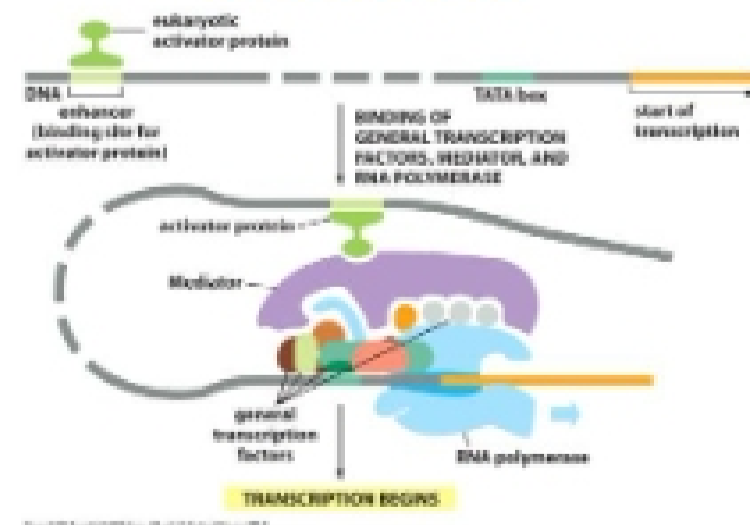 eukaryotic
activator protein
DNA
enhancer
(binding site for
activator protein)
TATA box
start of
transcription
BINDING OF
GENERAL TRANSCRIPTION
FACTORS, MEDIATOR, AND
RNA POLYMERASE
activator protein
Mediator
general
transcription
factors
RNA polymerase
TRANSCRIPTION BEGINS